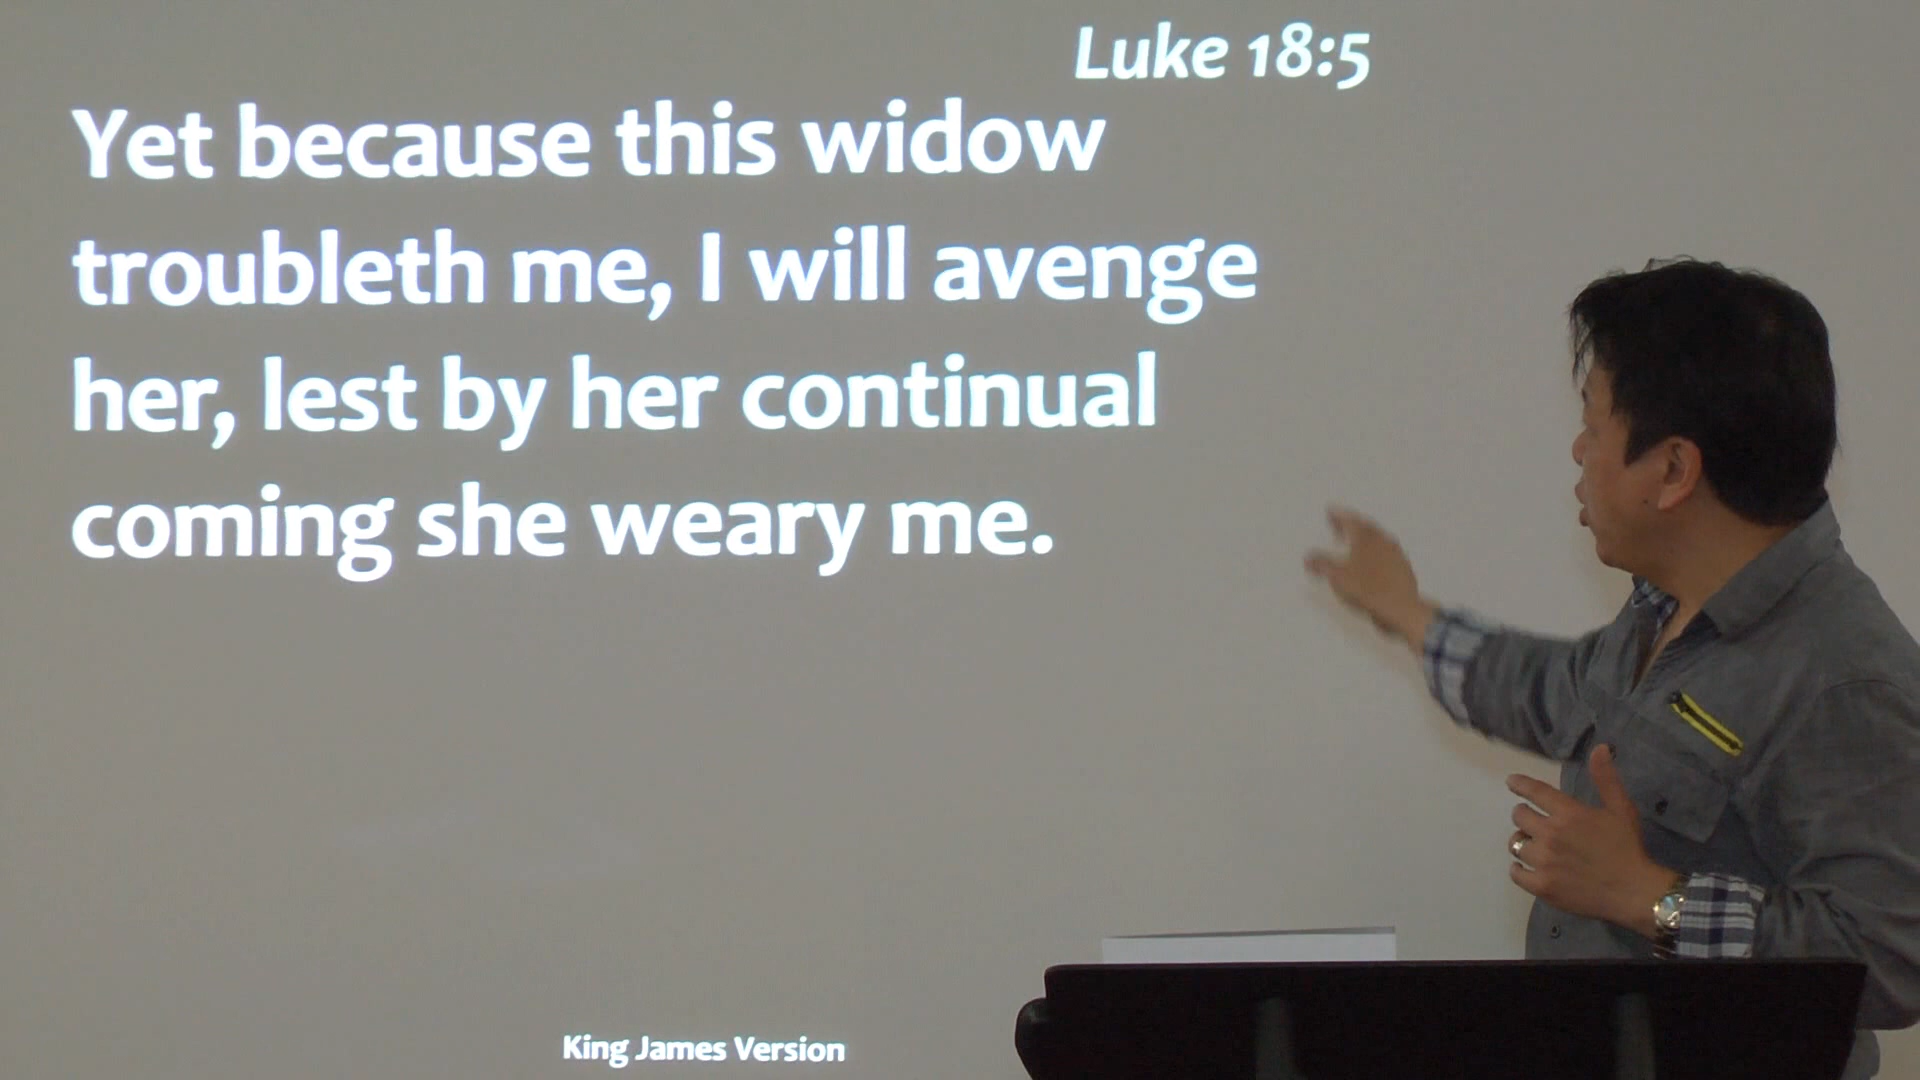 Luke 18:5
Yet because this widow
troubleth me, I will avenge
her, lest by her continual
coming she weary me.
King James Version